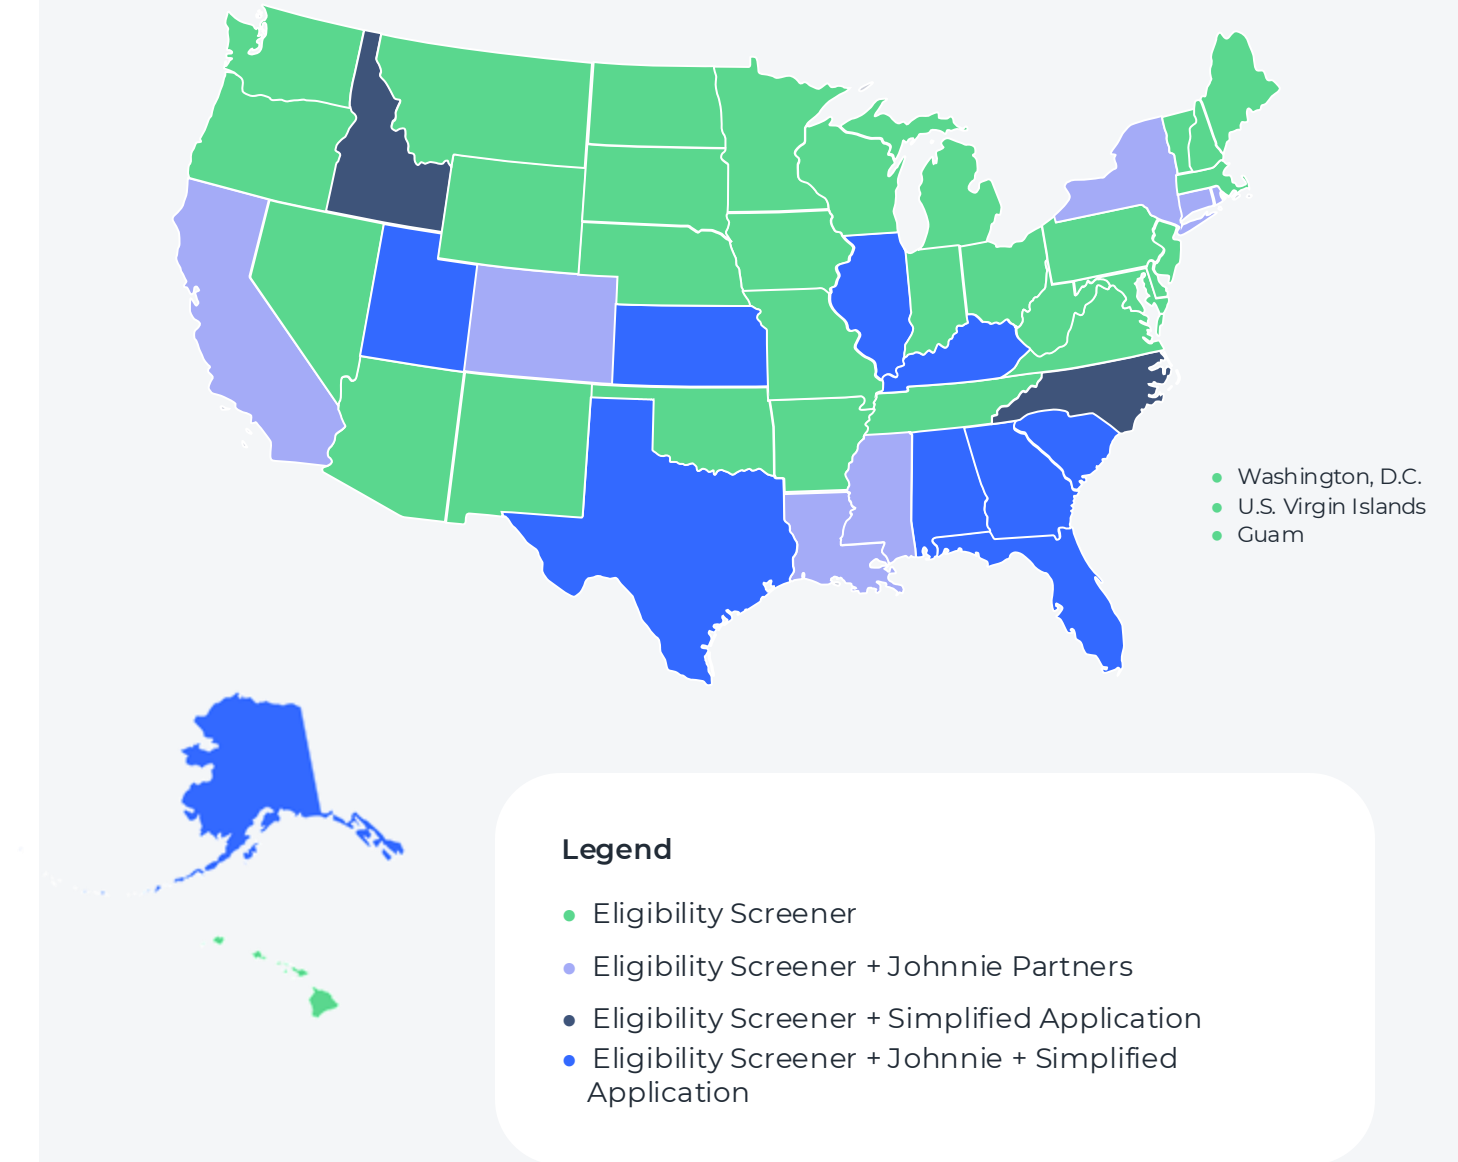 Washington, D.C.
U.S. Virgin Islands
Guam
Legend
Eligibility Screener
Eligibility Screener + Johnnie Partners
Eligibility Screener + Simplified Application
Eligibility Screener + Johnnie + Simplified
Application